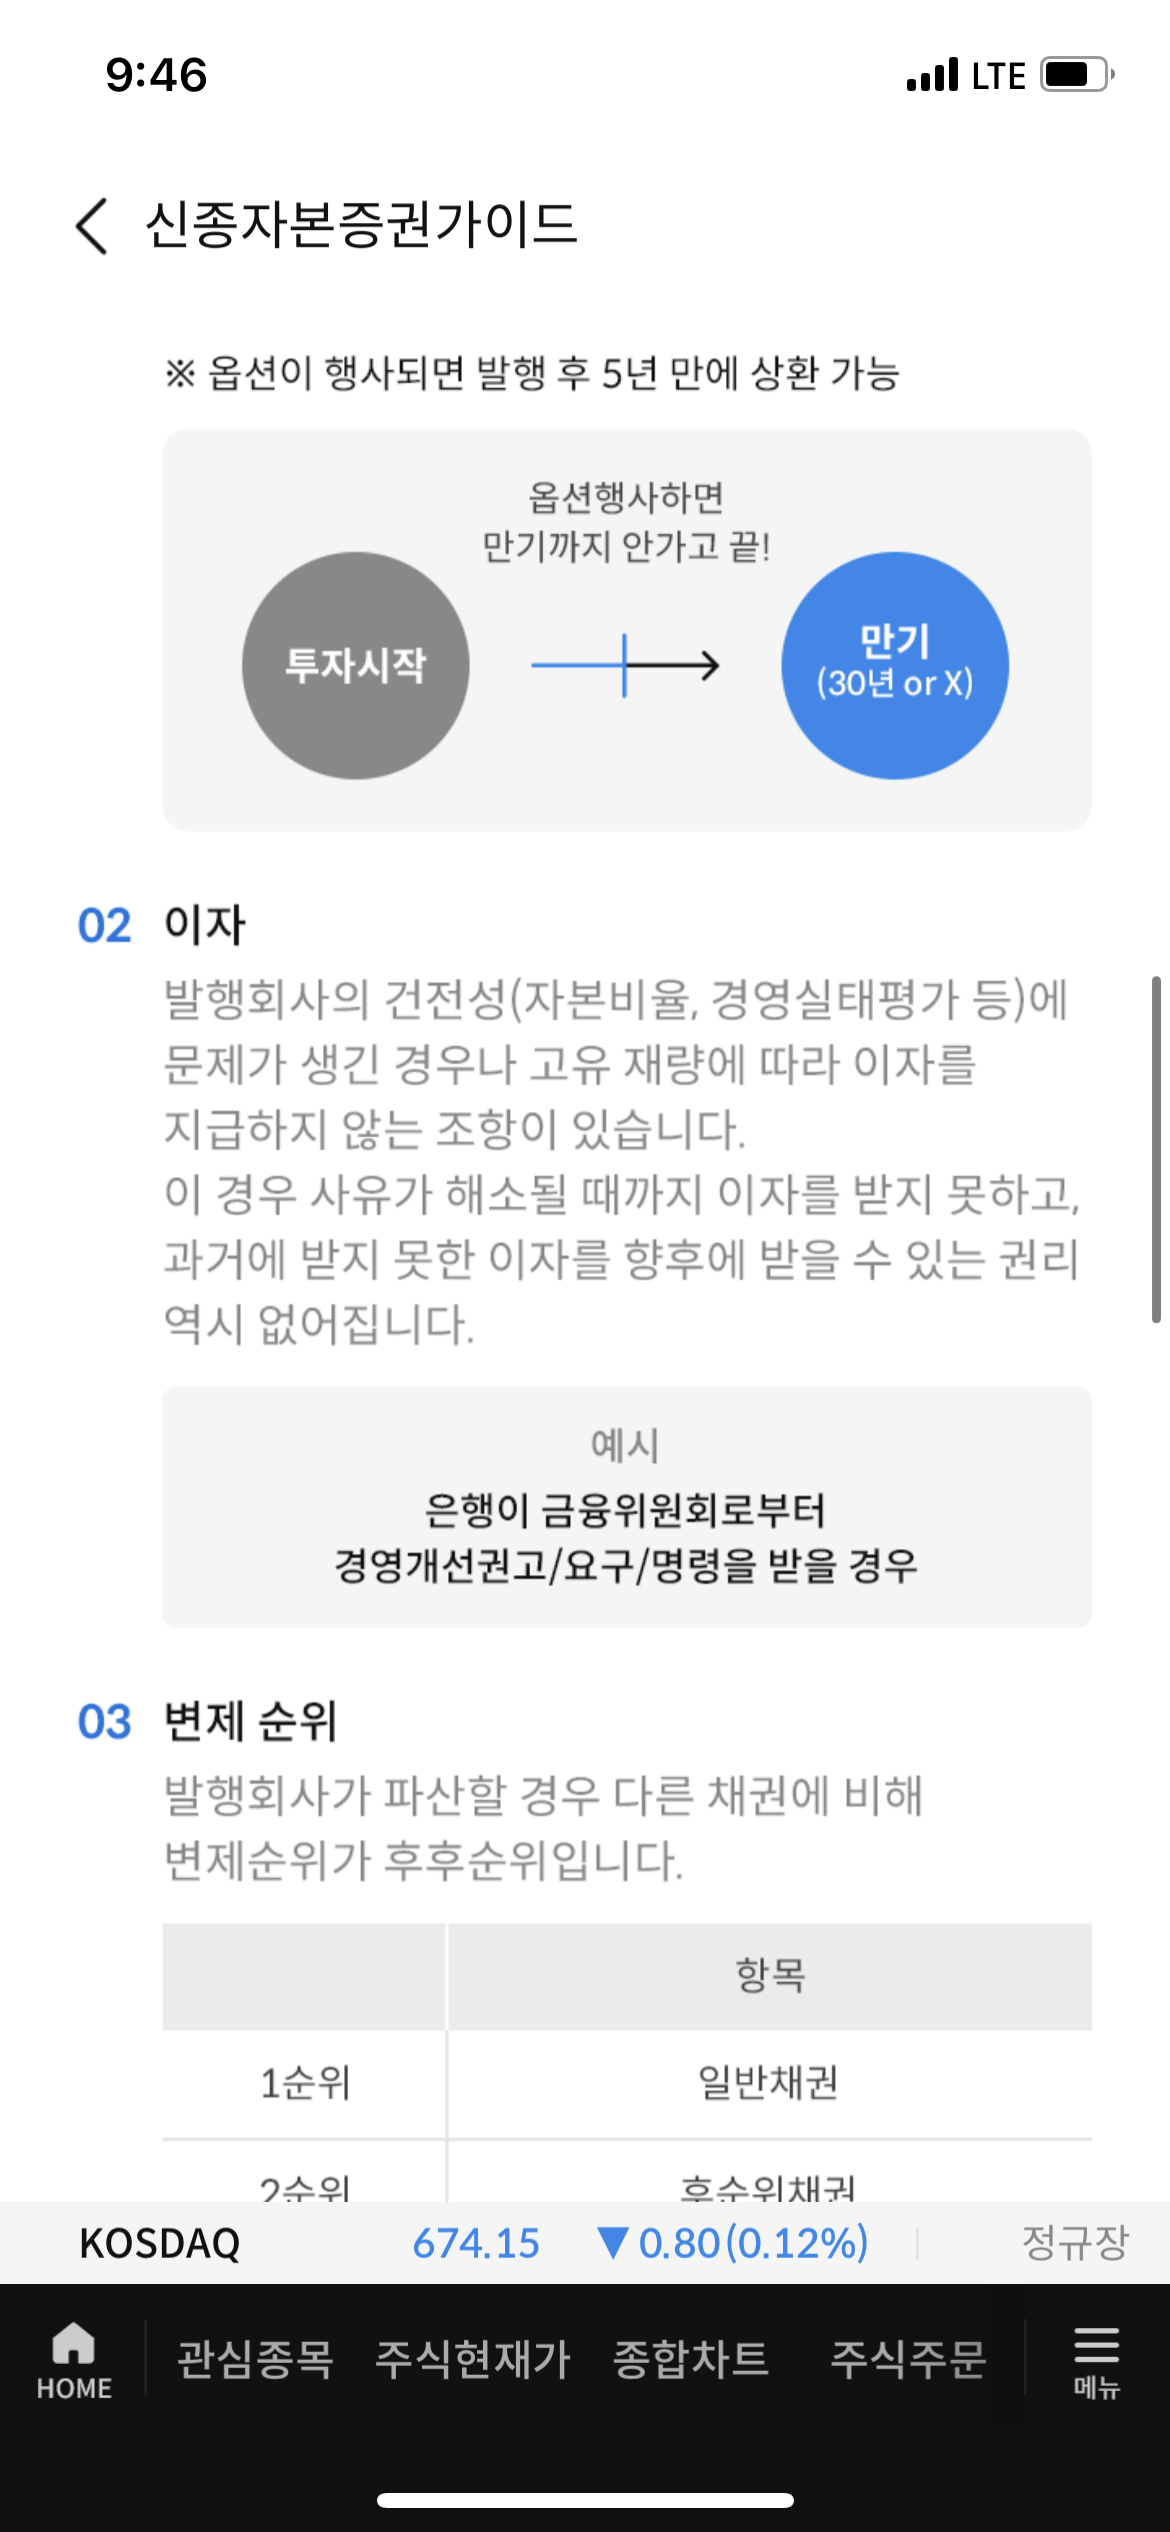 9:46
LTE
신종자본증권가이드
※ 옵션이 행사되면 발행 후 5년 만에 상환 가능
옵션행사하면
만기까지 안가고 끝!
투자시작
만기
(30년 or X)
02 이자
발행회사의 건전성(자본비율, 경영실태평가 등)에
문제가 생긴 경우나 고유 재량에 따라 이자를
지급하지 않는 조항이 있습니다.
이 경우 사유가 해소될 때까지 이자를 받지 못하고,
과거에 받지 못한 이자를 향후에 받을 수 있는 권리
역시 없어집니다.
예시
은행이 금융위원회로부터
경영개선권고/요구/명령을 받을 경우
03 변제 순위
발행회사가 파산할 경우 다른 채권에 비해
변제순위가 후후순위입니다.
항목
1순위 일반채권
2순위 후순위채권
KOSDAQ 674.15 ▼ 0.80(0.12%) 정규장
HOME 관심종목 주식현재가 종합차트 주식주문 메뉴